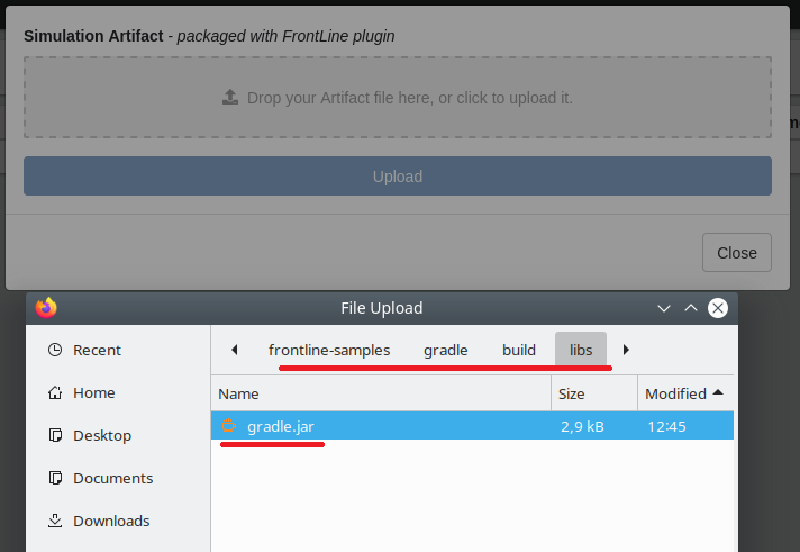 Simulation Artifact - packaged with FrontLine plugin
Drop your Artifact file here, or click to upload it.
Upload
Close
File Upload
Recent
Home
Desktop
Documents
Downloads
frontline-samples gradle build libs
Name Size Modified
gradle.jar 2,9 kB 12:45